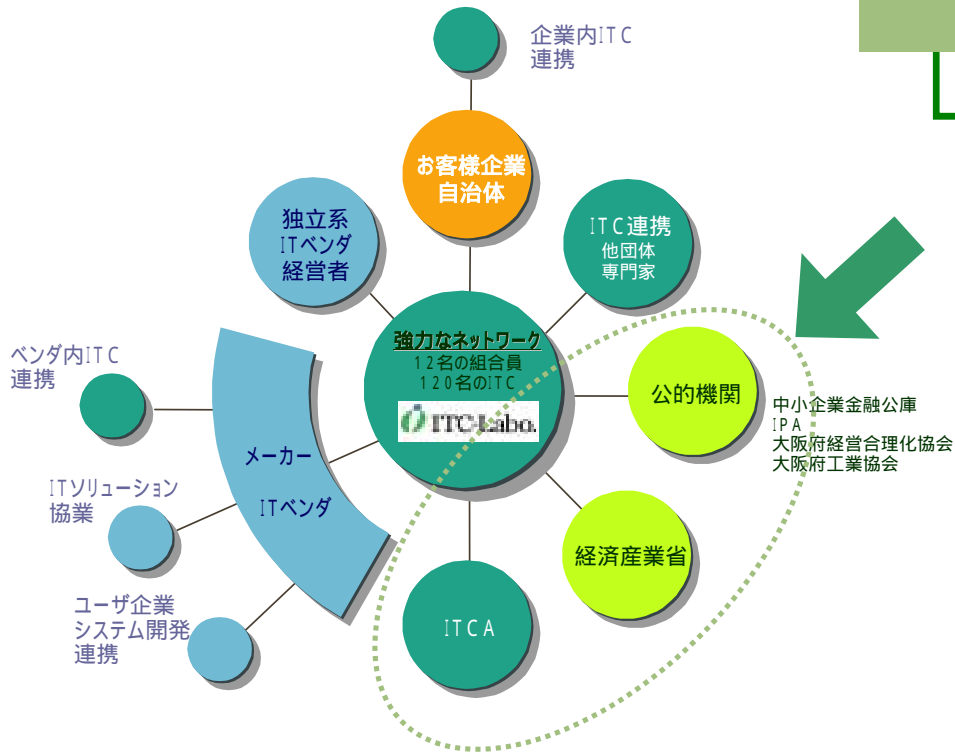 企業内ITC
連携
お客様企業
自治体
独立系
ITベンダ
経営者
ITC連携
他団体
専門家
強力なネットワーク
12名の組合員
120名のITC
ITC-Labo.
ベンダ内ITC
連携
メーカー
ITベンダ
ITソリューション
協業
ユーザ企業
システム開発
連携
公的機関
中小企業金融公庫
IPA
大阪府経営合理化協会
大阪府工業協会
経済産業省
ITCA